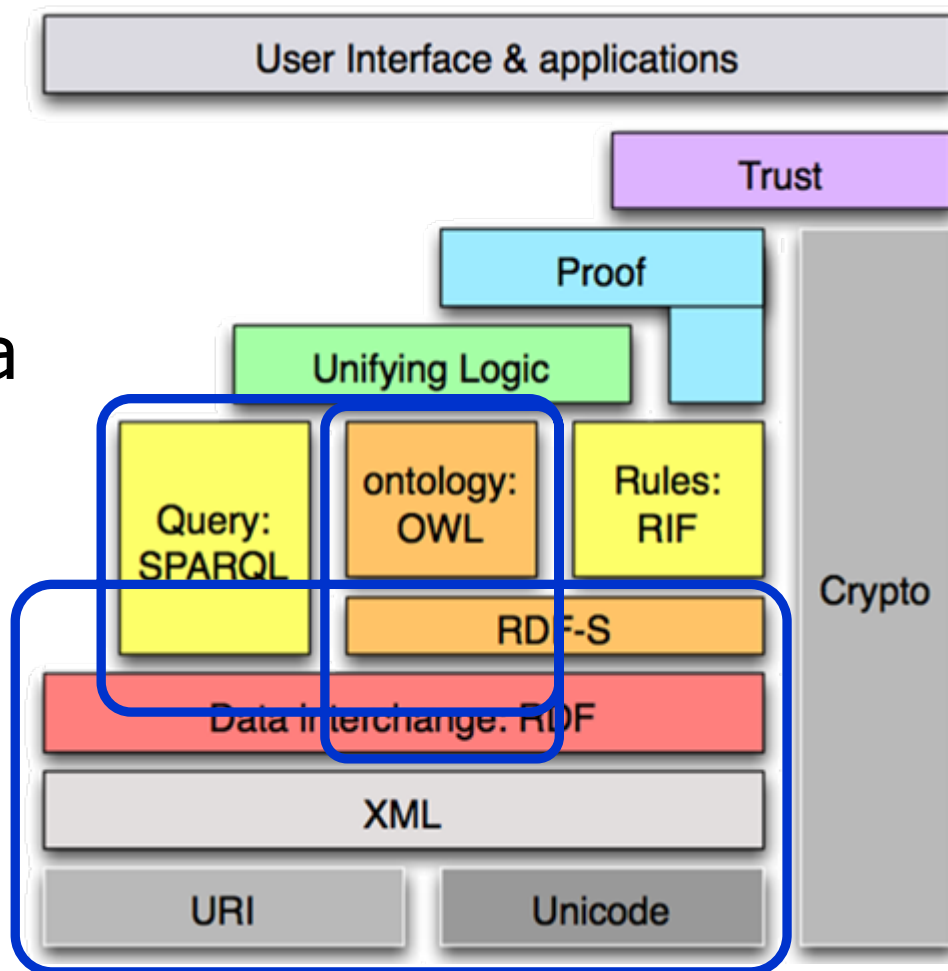 User Interface & applications
Trust
Proof
a
Unifying Logic
Query:
SPARQL
ontology:
OWL
Rules:
RIF
Crypto
RDF-S
Data interchange: RDF
XML
URI
Unicode